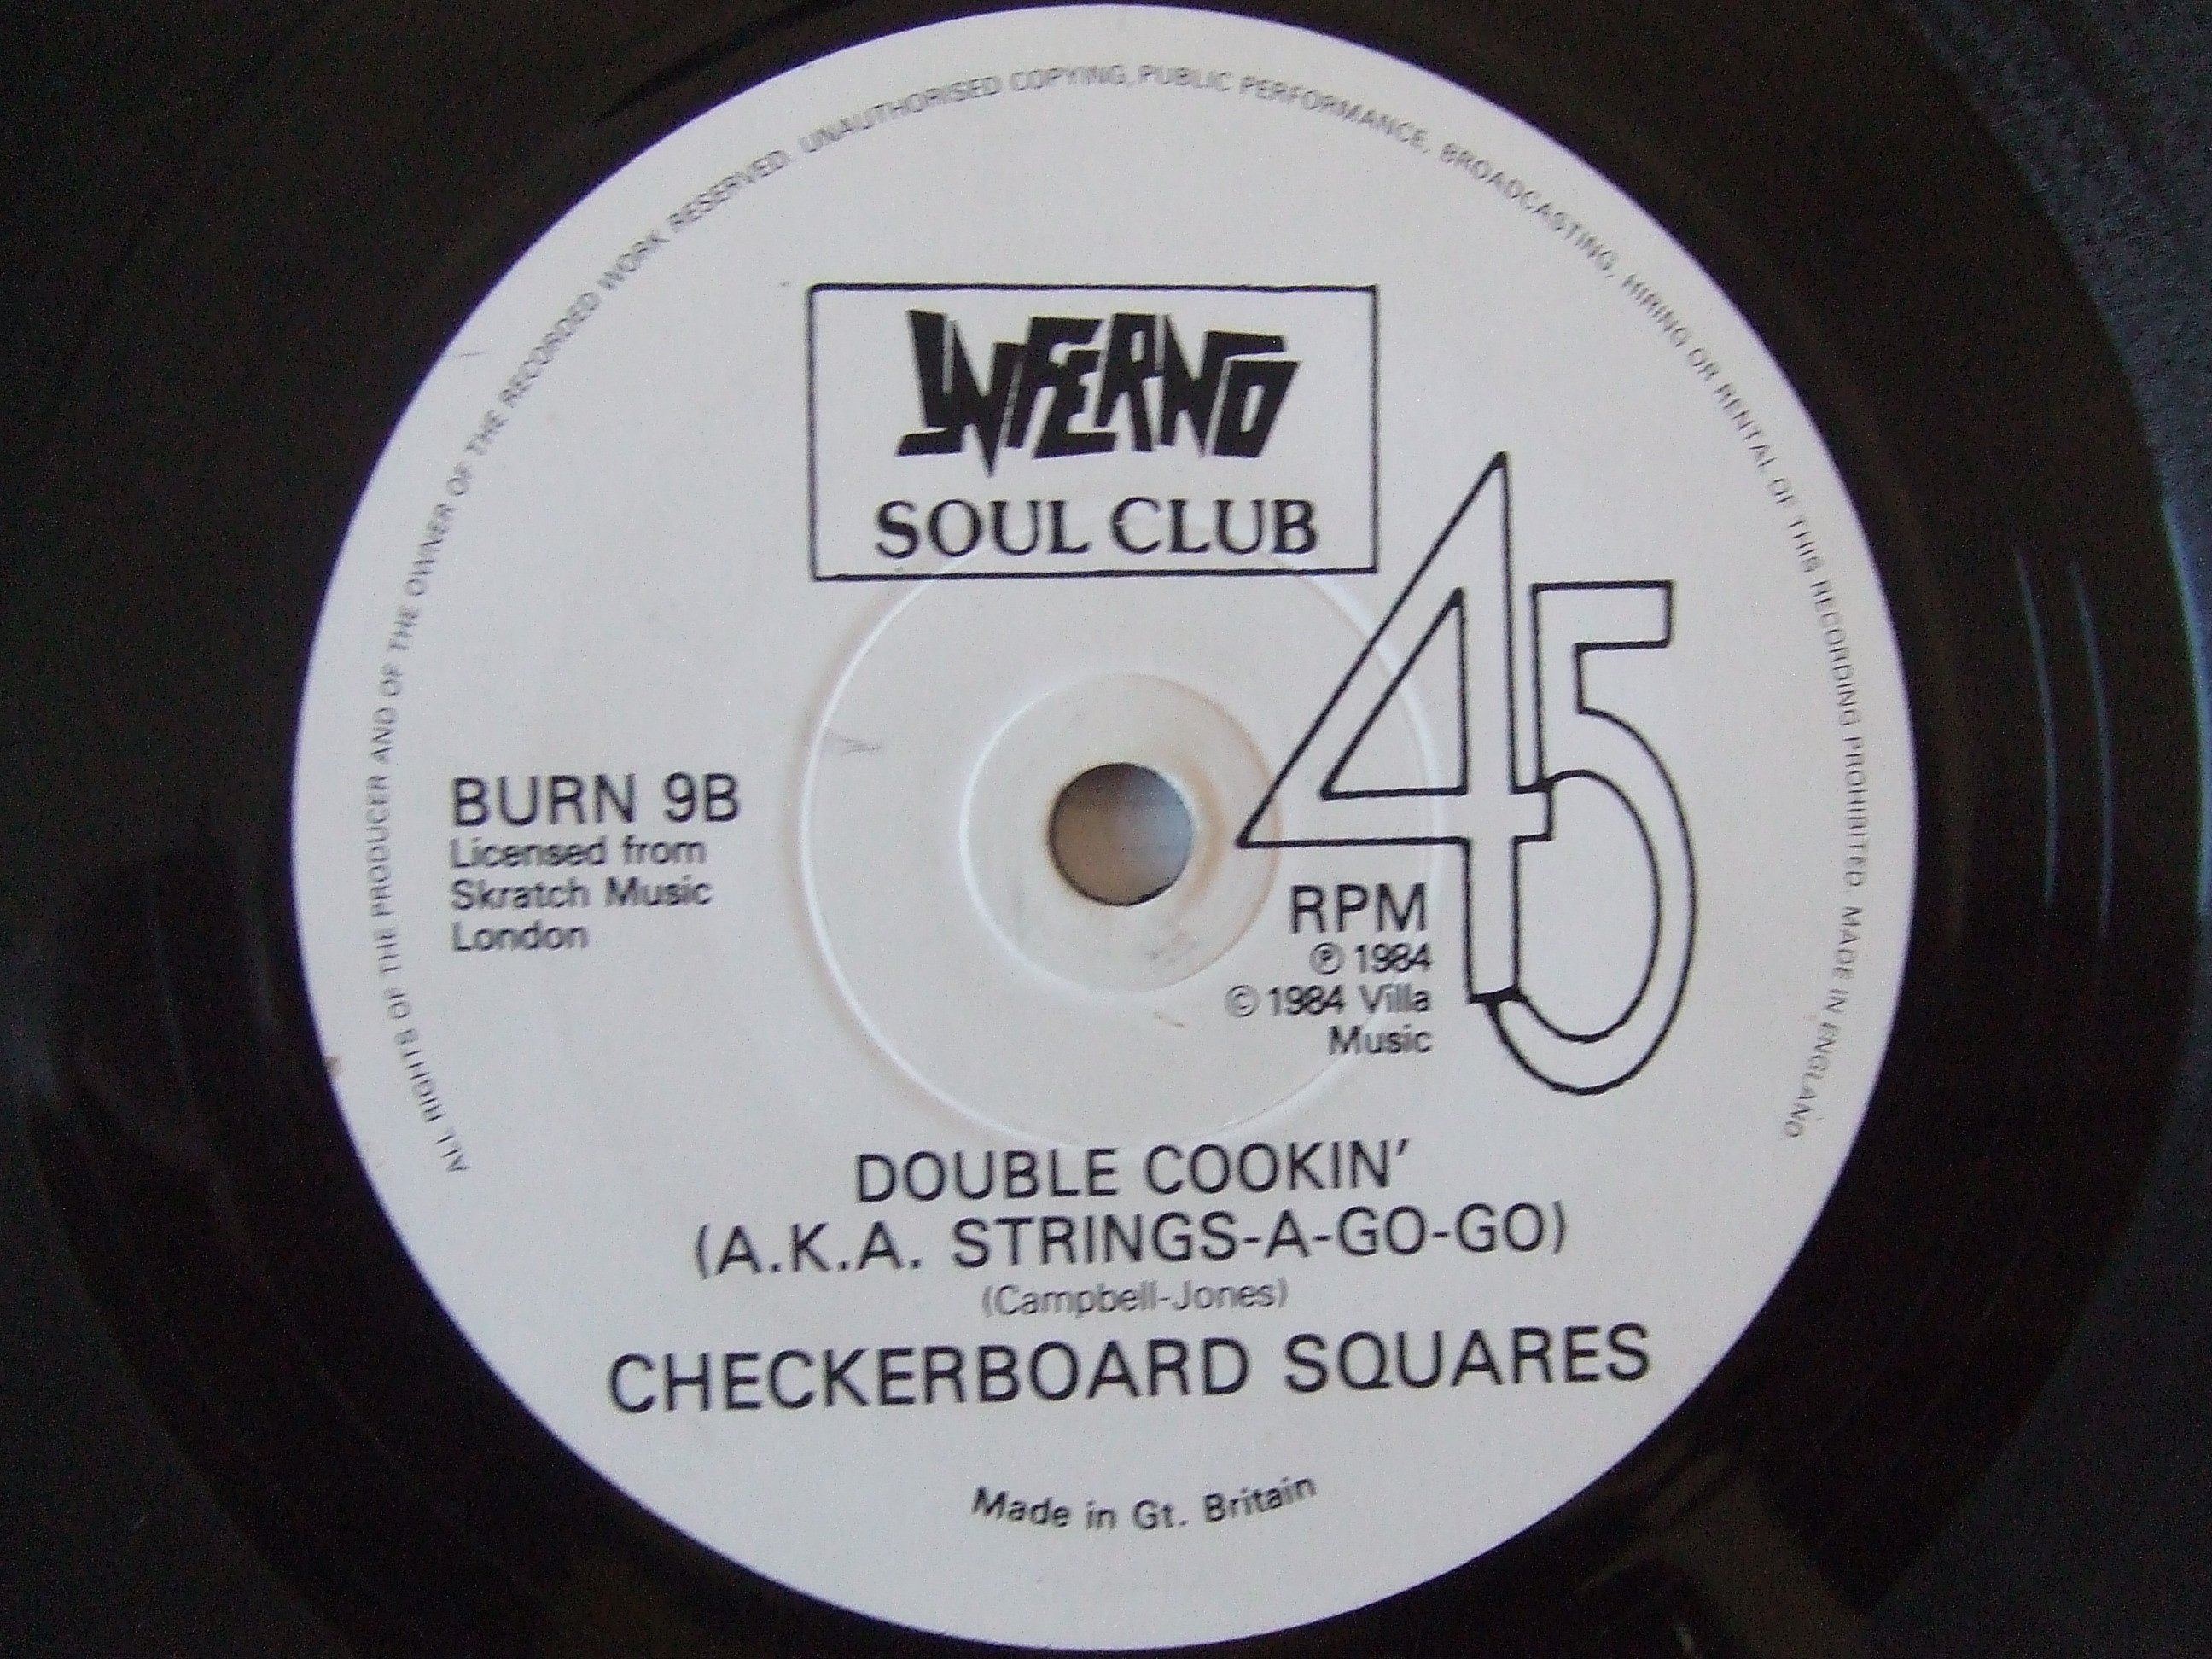 ALL RIGHTS OF THE PRODUCER AND OF THE OWNER OF THE RECORDED WORK RESERVED. UNAUTHORISED COPYING, PUBLIC PERFORMANCE, BROADCASTING, HIRING OR RENTAL OF THIS RECORDING PROHIBITED. MADE IN ENGLAND.
INFERNO
SOUL CLUB
45
RPM
℗ 1984
© 1984 Villa
Music
BURN 9B
Licensed from
Skratch Music
London
DOUBLE COOKIN'
(A.K.A. STRINGS-A-GO-GO)
(Campbell-Jones)
CHECKERBOARD SQUARES
Made in Gt. Britain